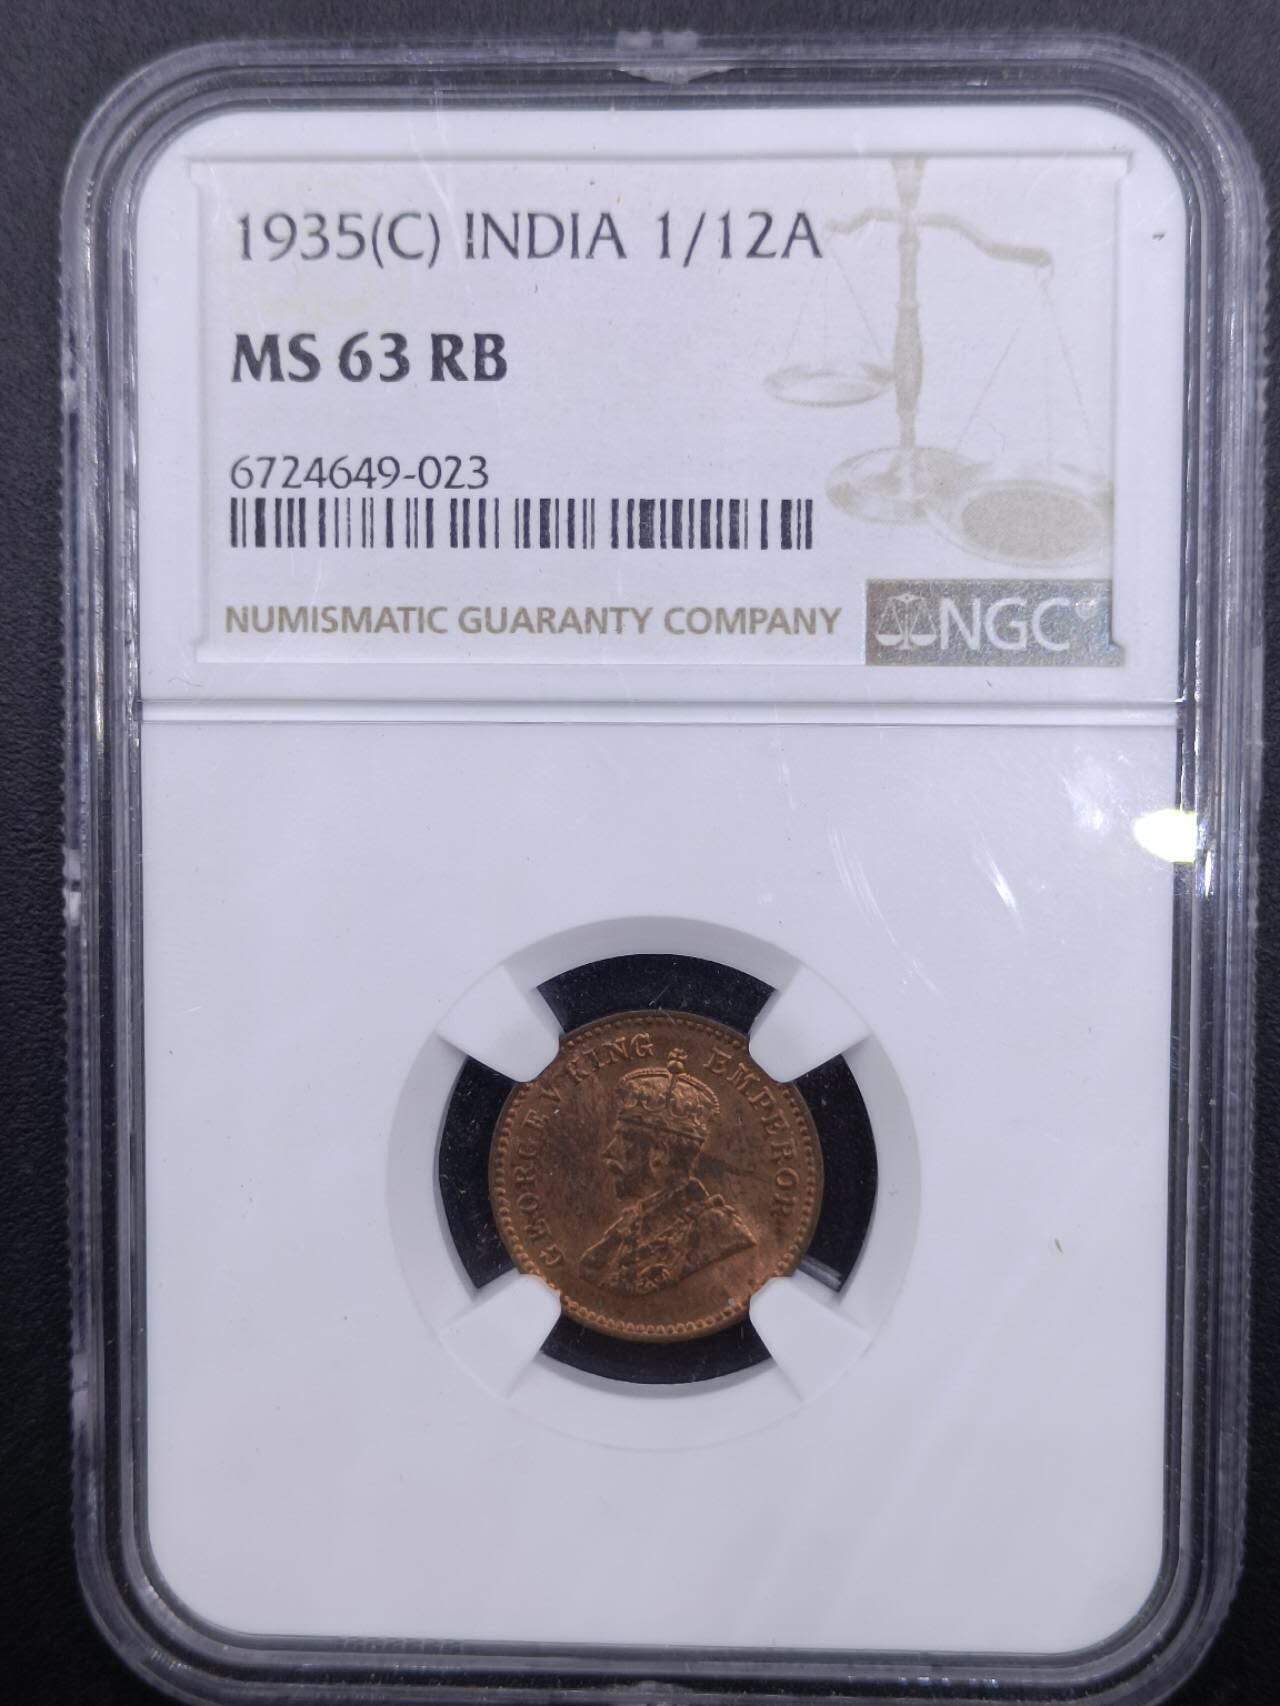 1935(C) INDIA 1/12A
MS 63 RB
6724649-023
NUMISMATIC GUARANTY COMPANY
NGC
GEORGE V KING EMPEROR